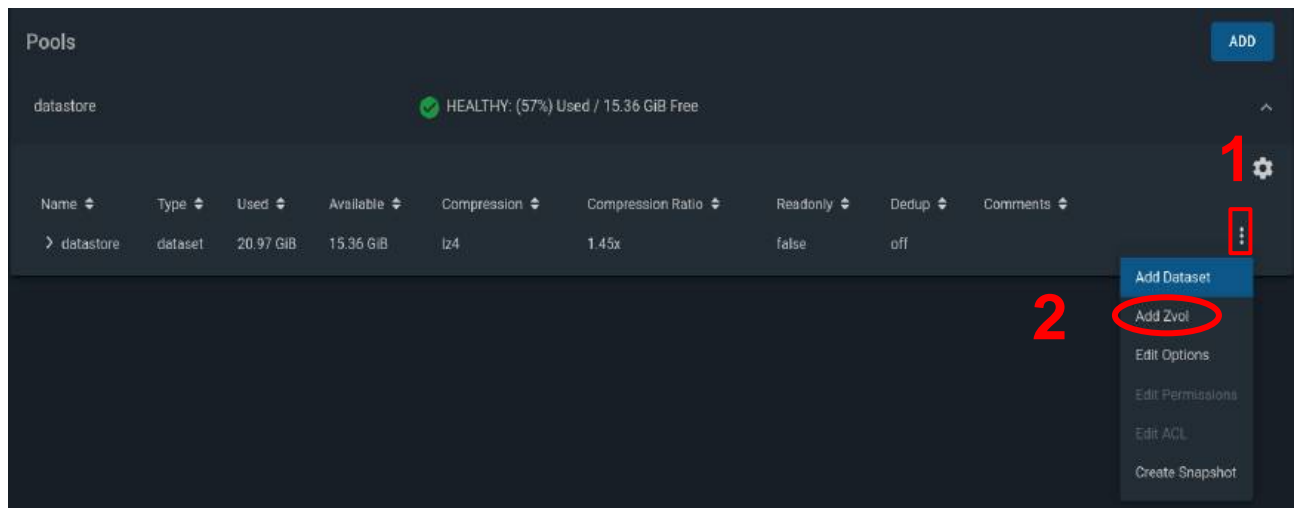 Pools
ADD
datastore
HEALTHY: (57%) Used / 15.36 GiB Free
1
Name Type Used Available Compression Compression Ratio Readonly Dedup Comments
datastore dataset 20.97 GiB 15.36 GiB lz4 1.45x false off
Add Dataset
2
Add Zvol
Edit Options
Edit Permissions
Edit ACL
Create Snapshot